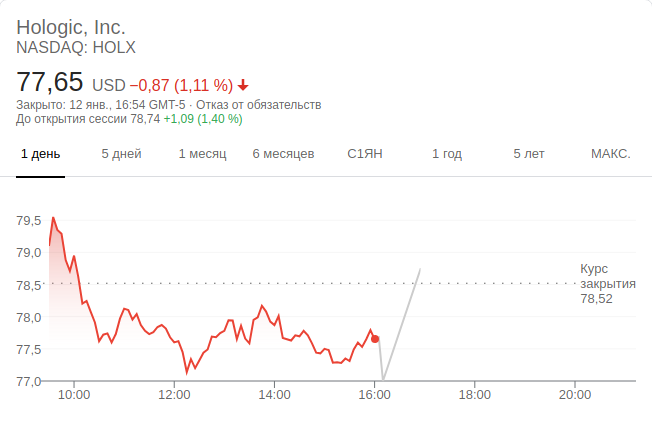 Hologic, Inc.
NASDAQ: HOLX
77,65 USD −0,87 (1,11 %)
Закрыто: 12 янв., 16:54 GMT-5 · Отказ от обязательств
До открытия сессии 78,74 +1,09 (1,40 %)
1 день 5 дней 1 месяц 6 месяцев С1ЯН 1 год 5 лет МАКС.
79,5
79,0
78,5
78,0
77,5
77,0
Курс
закрытия
78,52
10:00 12:00 14:00 16:00 18:00 20:00